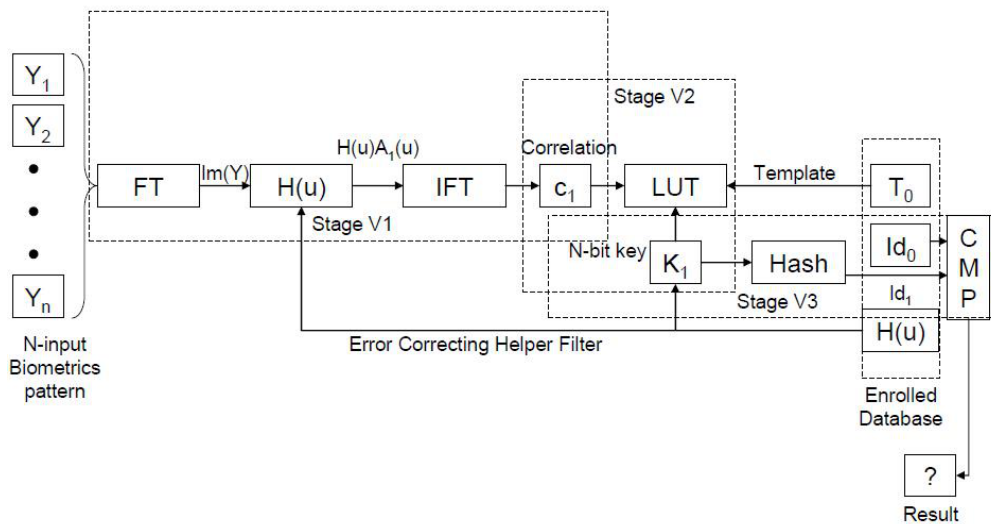 Y₁
Y₂
Yₙ
N-input
Biometrics
pattern
FT
Im(Y)
H(u)
H(u)A₁(u)
IFT
Stage V1
Correlation
c₁
Stage V2
LUT
Template
T₀
N-bit key
K₁
Hash
Stage V3
Id₀
Id₁
C
M
P
H(u)
Error Correcting Helper Filter
Enrolled
Database
?
Result